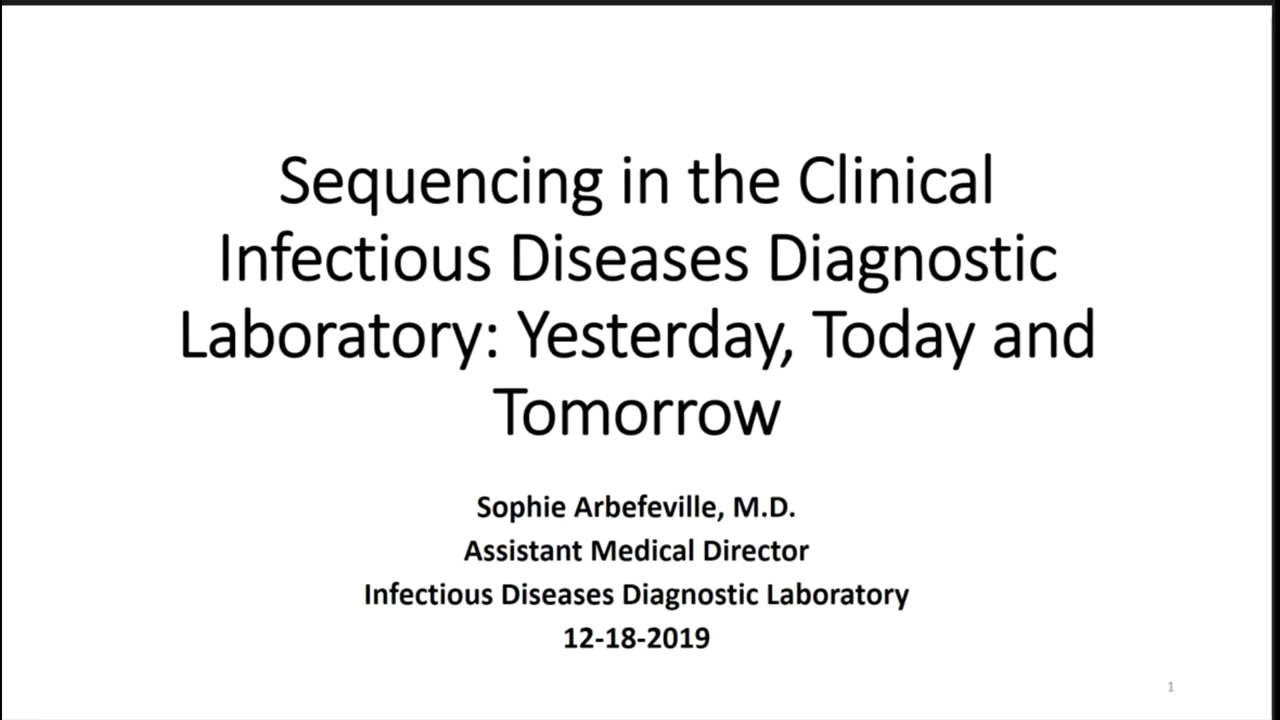 Sequencing in the Clinical
Infectious Diseases Diagnostic
Laboratory: Yesterday, Today and
Tomorrow
Sophie Arbefeville, M.D.
Assistant Medical Director
Infectious Diseases Diagnostic Laboratory
12-18-2019
1